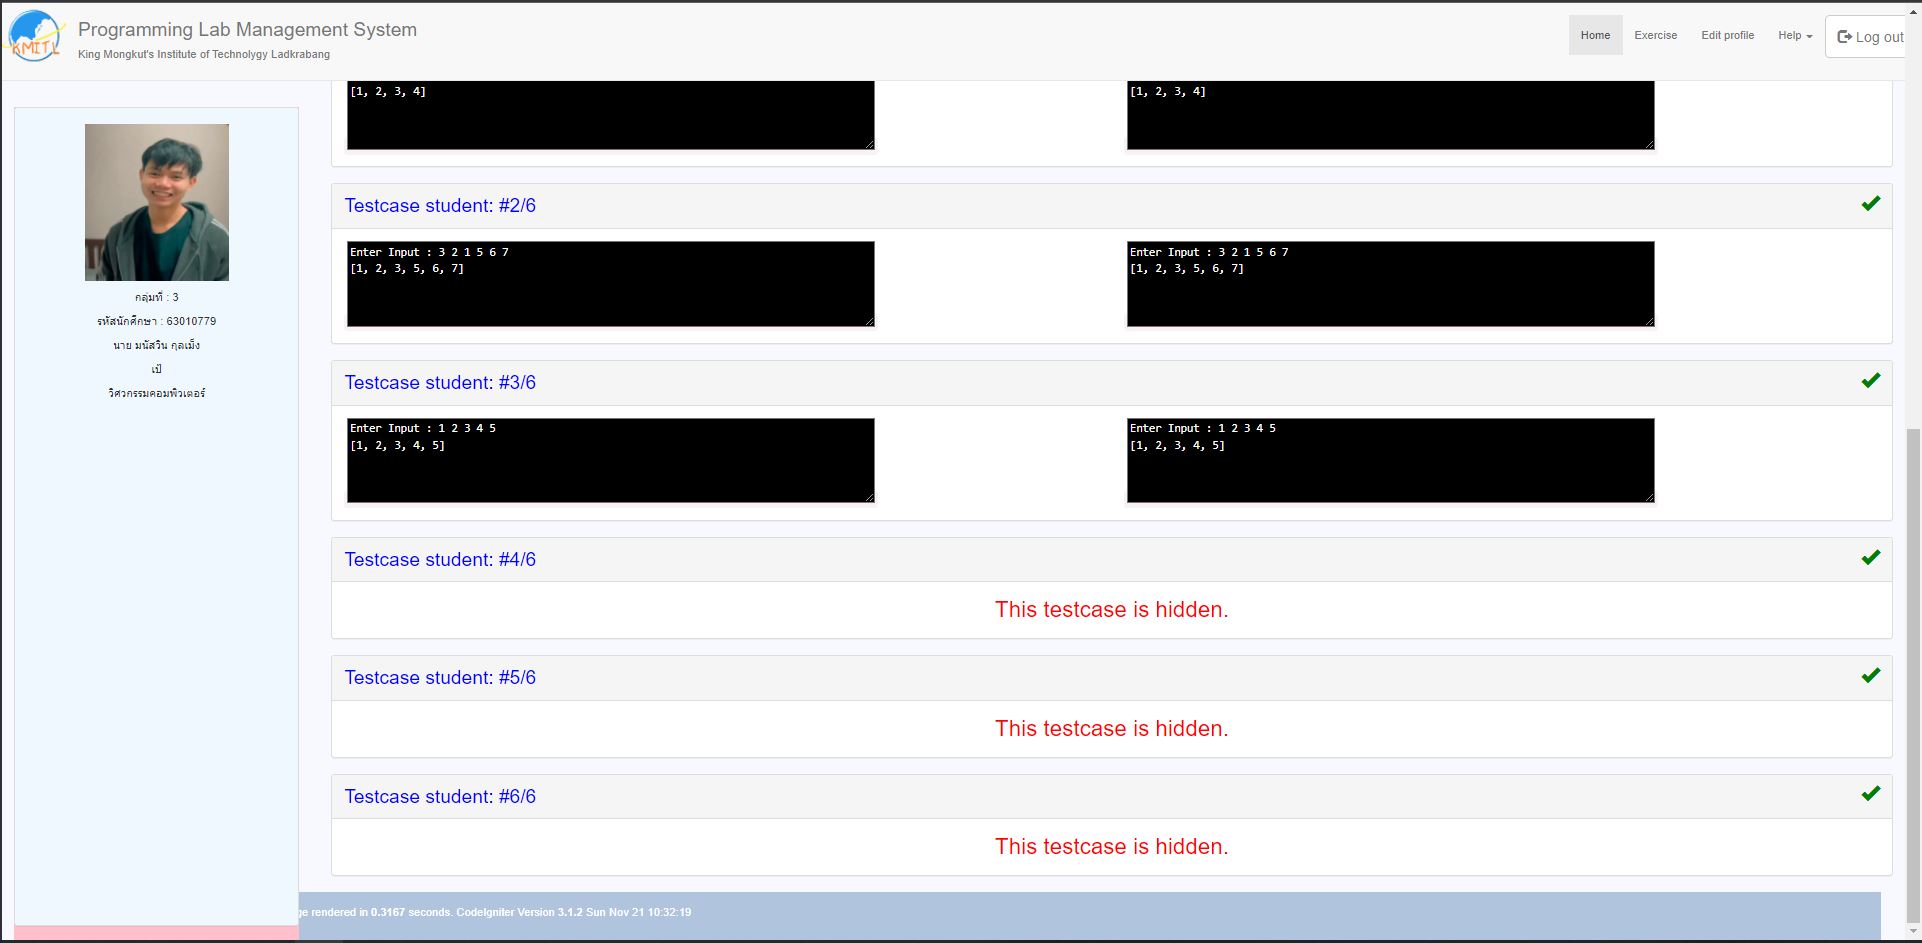 KMITL
Programming Lab Management System
King Mongkut's Institute of Technolygy Ladkrabang
Home
Exercise
Edit profile
Help
Log out
กลุ่มที่ : 3
รหัสนักศึกษา : 63010779
นาย มนัสวิน กุลเม็ง
เป้
วิศวกรรมคอมพิวเตอร์
[1, 2, 3, 4]
[1, 2, 3, 4]
Testcase student: #2/6
Enter Input : 3 2 1 5 6 7
[1, 2, 3, 5, 6, 7]
Enter Input : 3 2 1 5 6 7
[1, 2, 3, 5, 6, 7]
Testcase student: #3/6
Enter Input : 1 2 3 4 5
[1, 2, 3, 4, 5]
Enter Input : 1 2 3 4 5
[1, 2, 3, 4, 5]
Testcase student: #4/6
This testcase is hidden.
Testcase student: #5/6
This testcase is hidden.
Testcase student: #6/6
This testcase is hidden.
ge rendered in 0.3167 seconds. CodeIgniter Version 3.1.2 Sun Nov 21 10:32:19